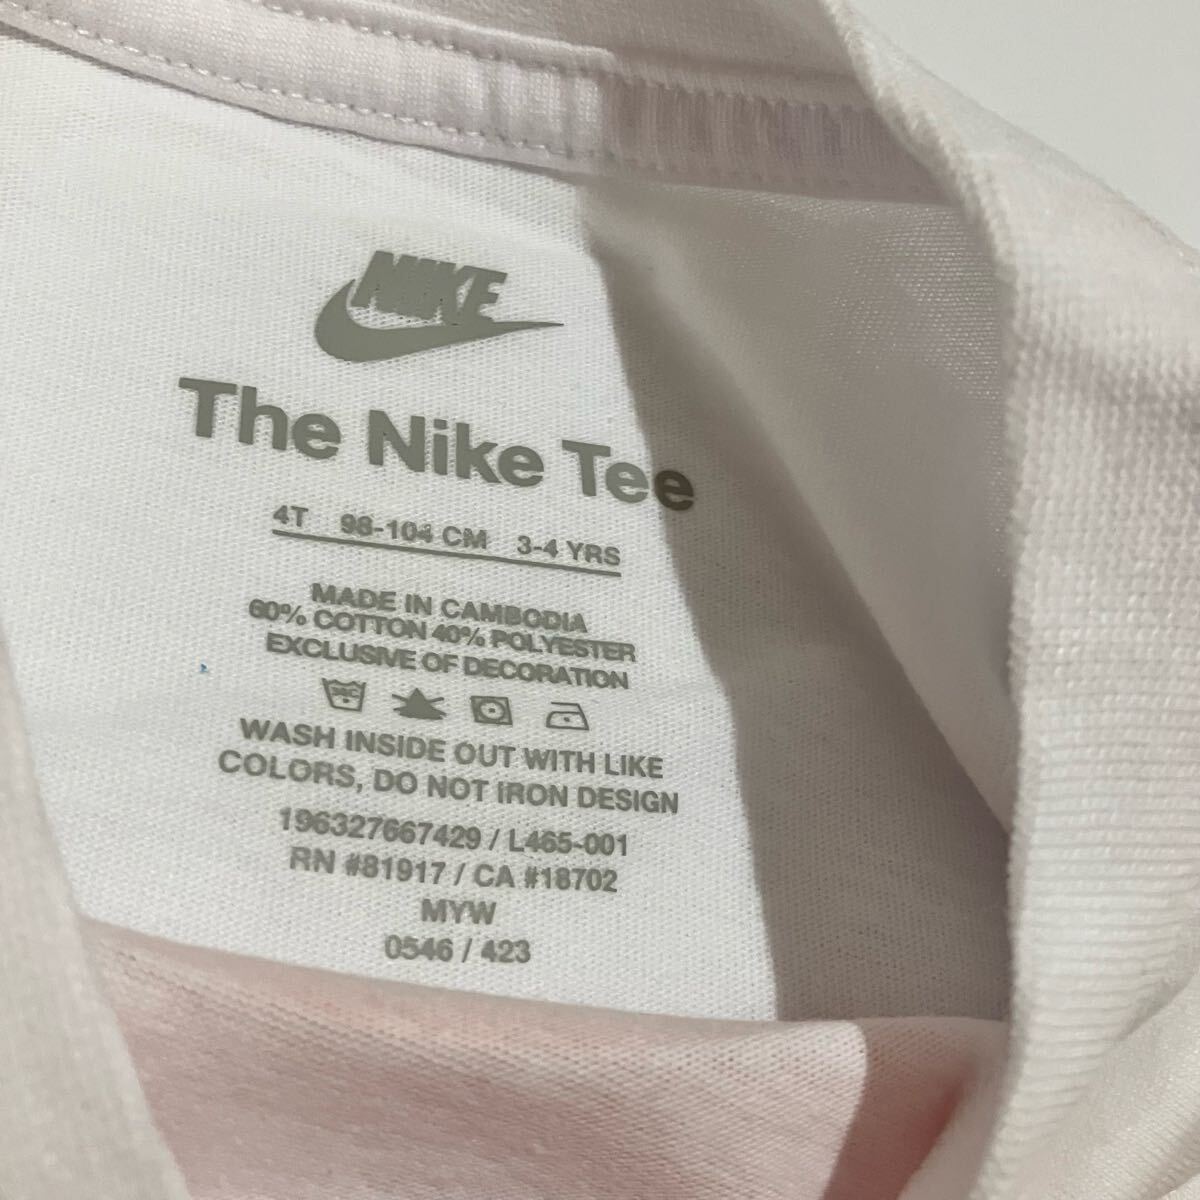 NIKE
The Nike Tee
4T 98-104 CM 3-4 YRS
MADE IN CAMBODIA
60% COTTON 40% POLYESTER
EXCLUSIVE OF DECORATION
WASH INSIDE OUT WITH LIKE
COLORS, DO NOT IRON DESIGN
196327667429 / L465-001
RN #81917 / CA #18702
MYW
0546 / 423